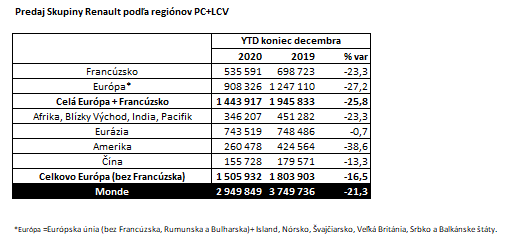 Predaj Skupiny Renault podľa regiónov PC+LCV
YTD koniec decembra
2020 2019 % var
Francúzsko 535 591 698 723 -23,3
Európa* 908 326 1 247 110 -27,2
Celá Európa + Francúzsko 1 443 917 1 945 833 -25,8
Afrika, Blízky Východ, India, Pacifik 346 207 451 282 -23,3
Eurázia 743 519 748 486 -0,7
Amerika 260 478 424 564 -38,6
Čína 155 728 179 571 -13,3
Celkovo Európa (bez Francúzska) 1 505 932 1 803 903 -16,5
Monde 2 949 849 3 749 736 -21,3
*Európa =Európska únia (bez Francúzska, Rumunska a Bulharska)+ Island, Nórsko, Švajčiarsko, Veľká Británia, Srbko a Balkánske štáty.